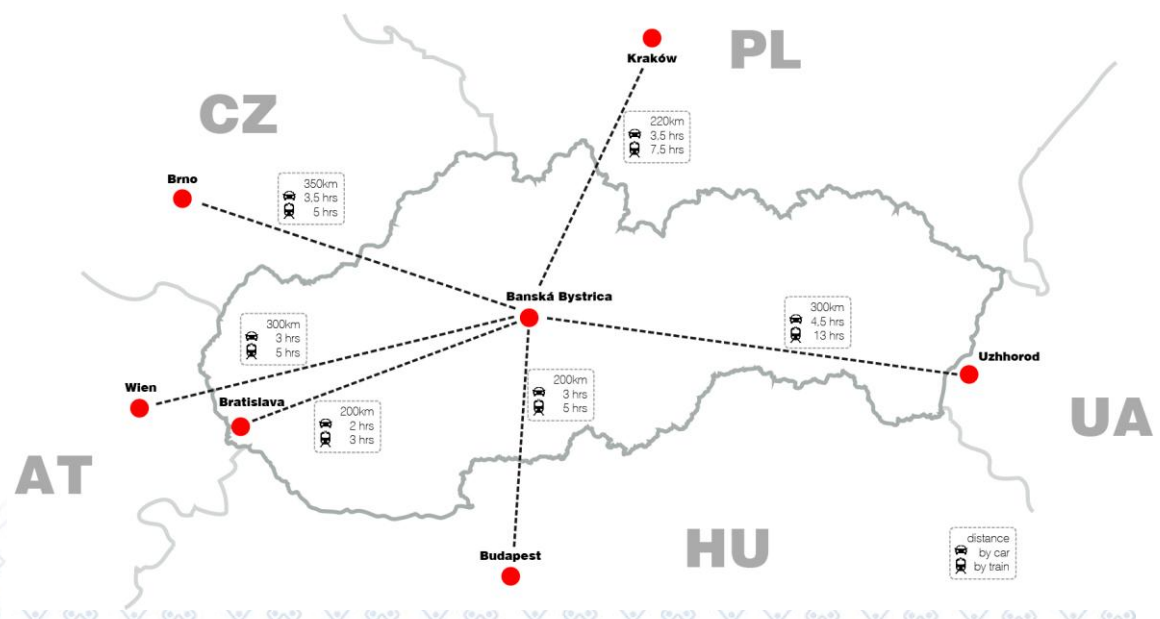 PL
Kraków
CZ
220km
3,5 hrs
7,5 hrs
Brno
350km
3,5 hrs
5 hrs
Banská Bystrica
300km
4,5 hrs
13 hrs
300km
3 hrs
5 hrs
Uzhhorod
Wien
Bratislava
200km
3 hrs
5 hrs
200km
2 hrs
3 hrs
UA
AT
HU
Budapest
distance
by car
by train